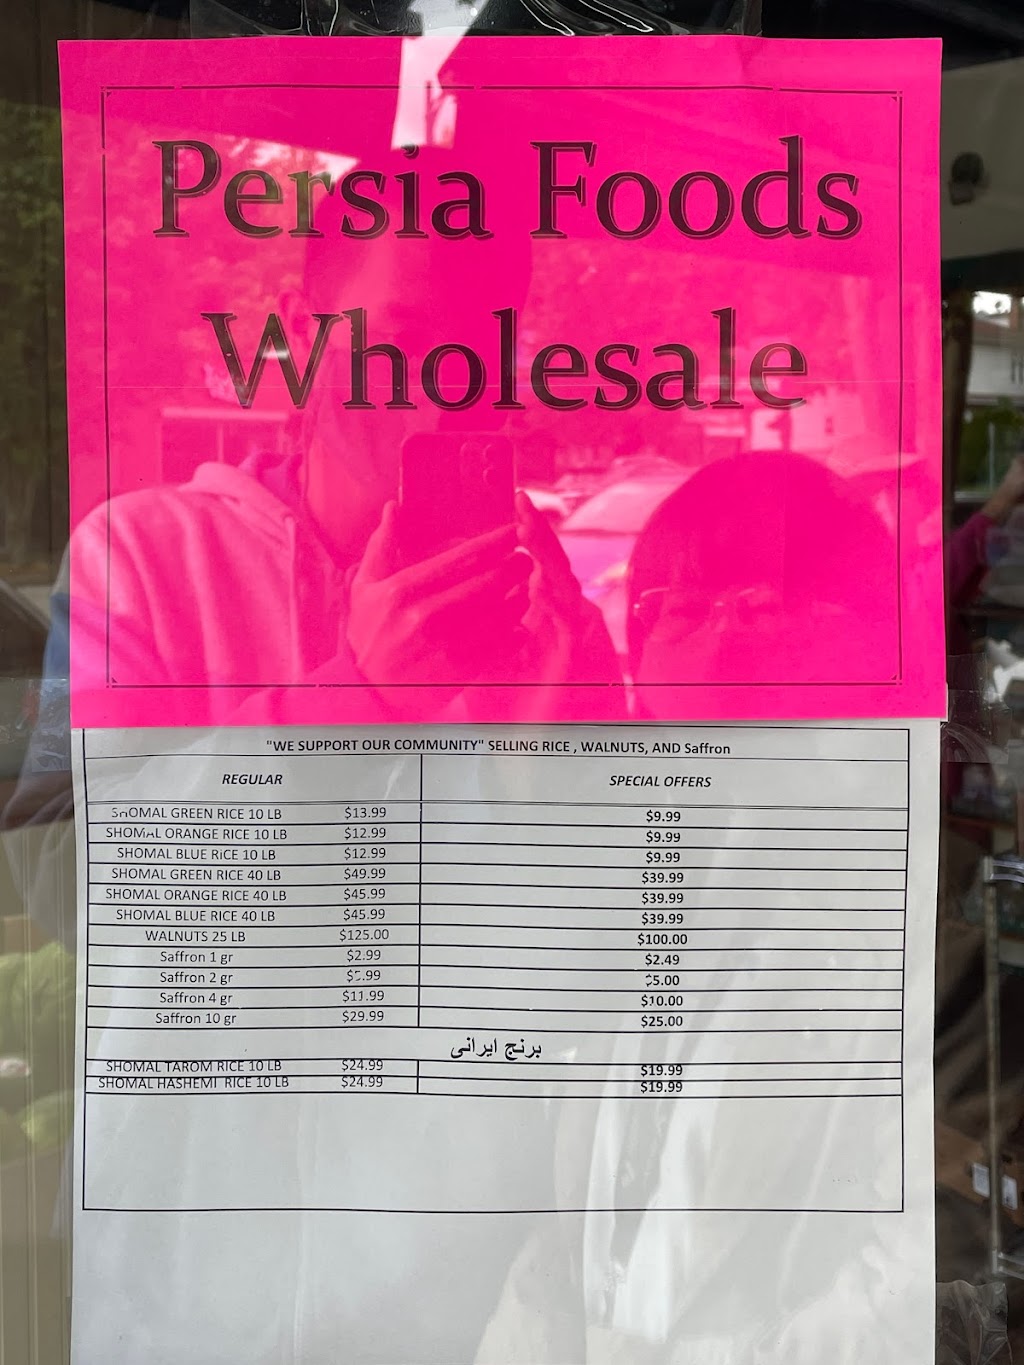 Persia Foods
Wholesale
"WE SUPPORT OUR COMMUNITY" SELLING RICE , WALNUTS, AND Saffron
REGULAR SPECIAL OFFERS
SHOMAL GREEN RICE 10 LB $13.99 $9.99
SHOMAL ORANGE RICE 10 LB $12.99 $9.99
SHOMAL BLUE RICE 10 LB $12.99 $9.99
SHOMAL GREEN RICE 40 LB $49.99 $39.99
SHOMAL ORANGE RICE 40 LB $45.99 $39.99
SHOMAL BLUE RICE 40 LB $45.99 $39.99
WALNUTS 25 LB $125.00 $100.00
Saffron 1 gr $2.99 $2.49
Saffron 2 gr $5.99 $5.00
Saffron 4 gr $11.99 $10.00
Saffron 10 gr $29.99 $25.00
برنج ایرانی
SHOMAL TAROM RICE 10 LB $24.99 $19.99
SHOMAL HASHEMI RICE 10 LB $24.99 $19.99